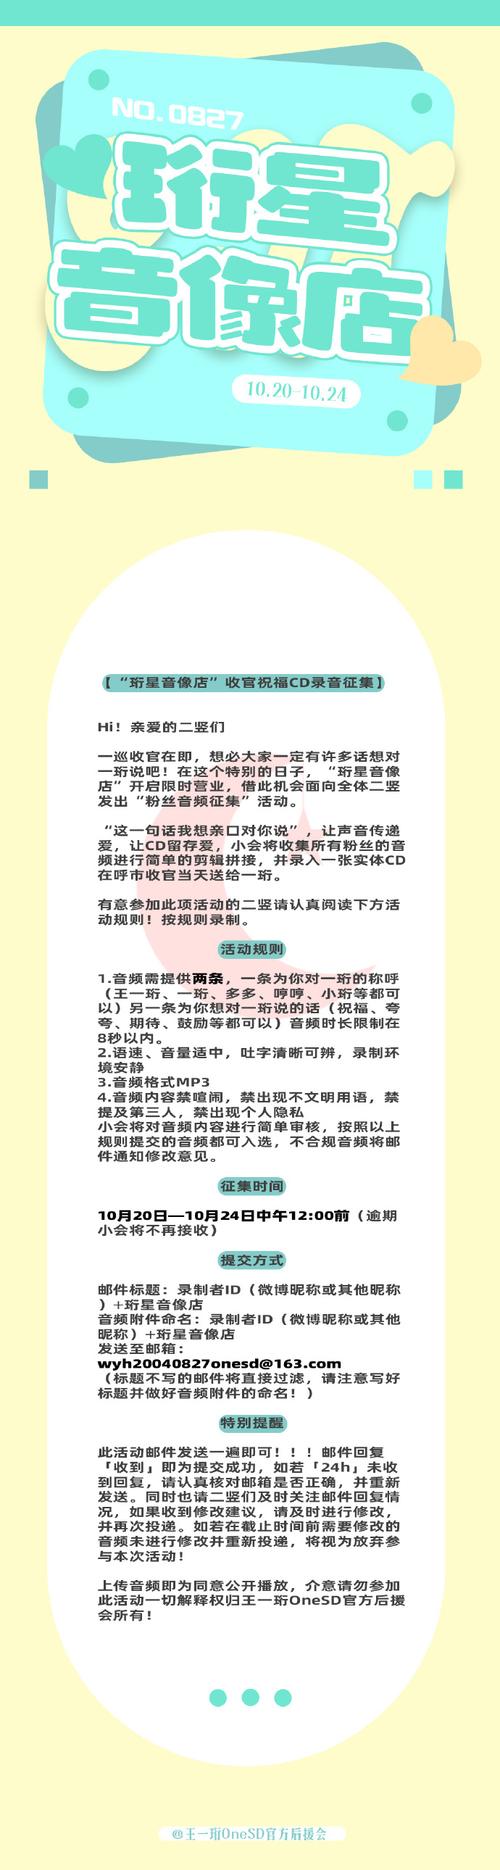 NO.0827
珩星
音像店
10.20-10.24
【“珩星音像店”收官祝福CD录音征集】
Hi！亲爱的二竖们
一巡收官在即，想必大家一定有许多话想对
一珩说吧！在这个特别的日子，“珩星音像
店”开启限时营业，借此机会面向全体二竖
发出“粉丝音频征集”活动。
“这一句话我想亲口对你说”，让声音传递
爱，让CD留存爱，小会将收集所有粉丝的音
频进行简单的剪辑拼接，并录入一张实体CD
在呼市收官当天送给一珩。
有意参加此项活动的二竖请认真阅读下方活
动规则！按规则录制。
活动规则
1.音频需提供两条，一条为你对一珩的称呼
（王一珩、一珩、多多、哼哼、小珩等都可
以）另一条为你想对一珩说的话（祝福、夸
夸、期待、鼓励等都可以）音频时长限制在
8秒以内。
2.语速、音量适中，吐字清晰可辨，录制环
境安静
3.音频格式MP3
4.音频内容禁喧闹，禁出现不文明用语，禁
提及第三人，禁出现个人隐私
小会将对音频内容进行简单审核，按照以上
规则提交的音频都可入选，不合规音频将邮
件通知修改意见。
征集时间
10月20日—10月24日中午12:00前（逾期
小会将不再接收）
提交方式
邮件标题：录制者ID（微博昵称或其他昵称
）+珩星音像店
音频附件命名：录制者ID（微博昵称或其他
昵称）+珩星音像店
发送至邮箱：
wyh20040827onesd@163.com
（标题不写的邮件将直接过滤，请注意写好
标题并做好音频附件的命名！）
特别提醒
此活动邮件发送一遍即可！！！邮件回复
「收到」即为提交成功，如若「24h」未收
到回复，请认真核对邮箱是否正确，并重新
发送。同时也请二竖们及时关注邮件回复情
况，如果收到修改建议，请及时进行修改，
并再次投递。如若在截止时间前需要修改的
音频未进行修改并重新投递，将视为放弃参
与本次活动！
上传音频即为同意公开播放，介意请勿参加
此活动一切解释权归王一珩OneSD官方后援
会所有！
@王一珩OneSD官方后援会